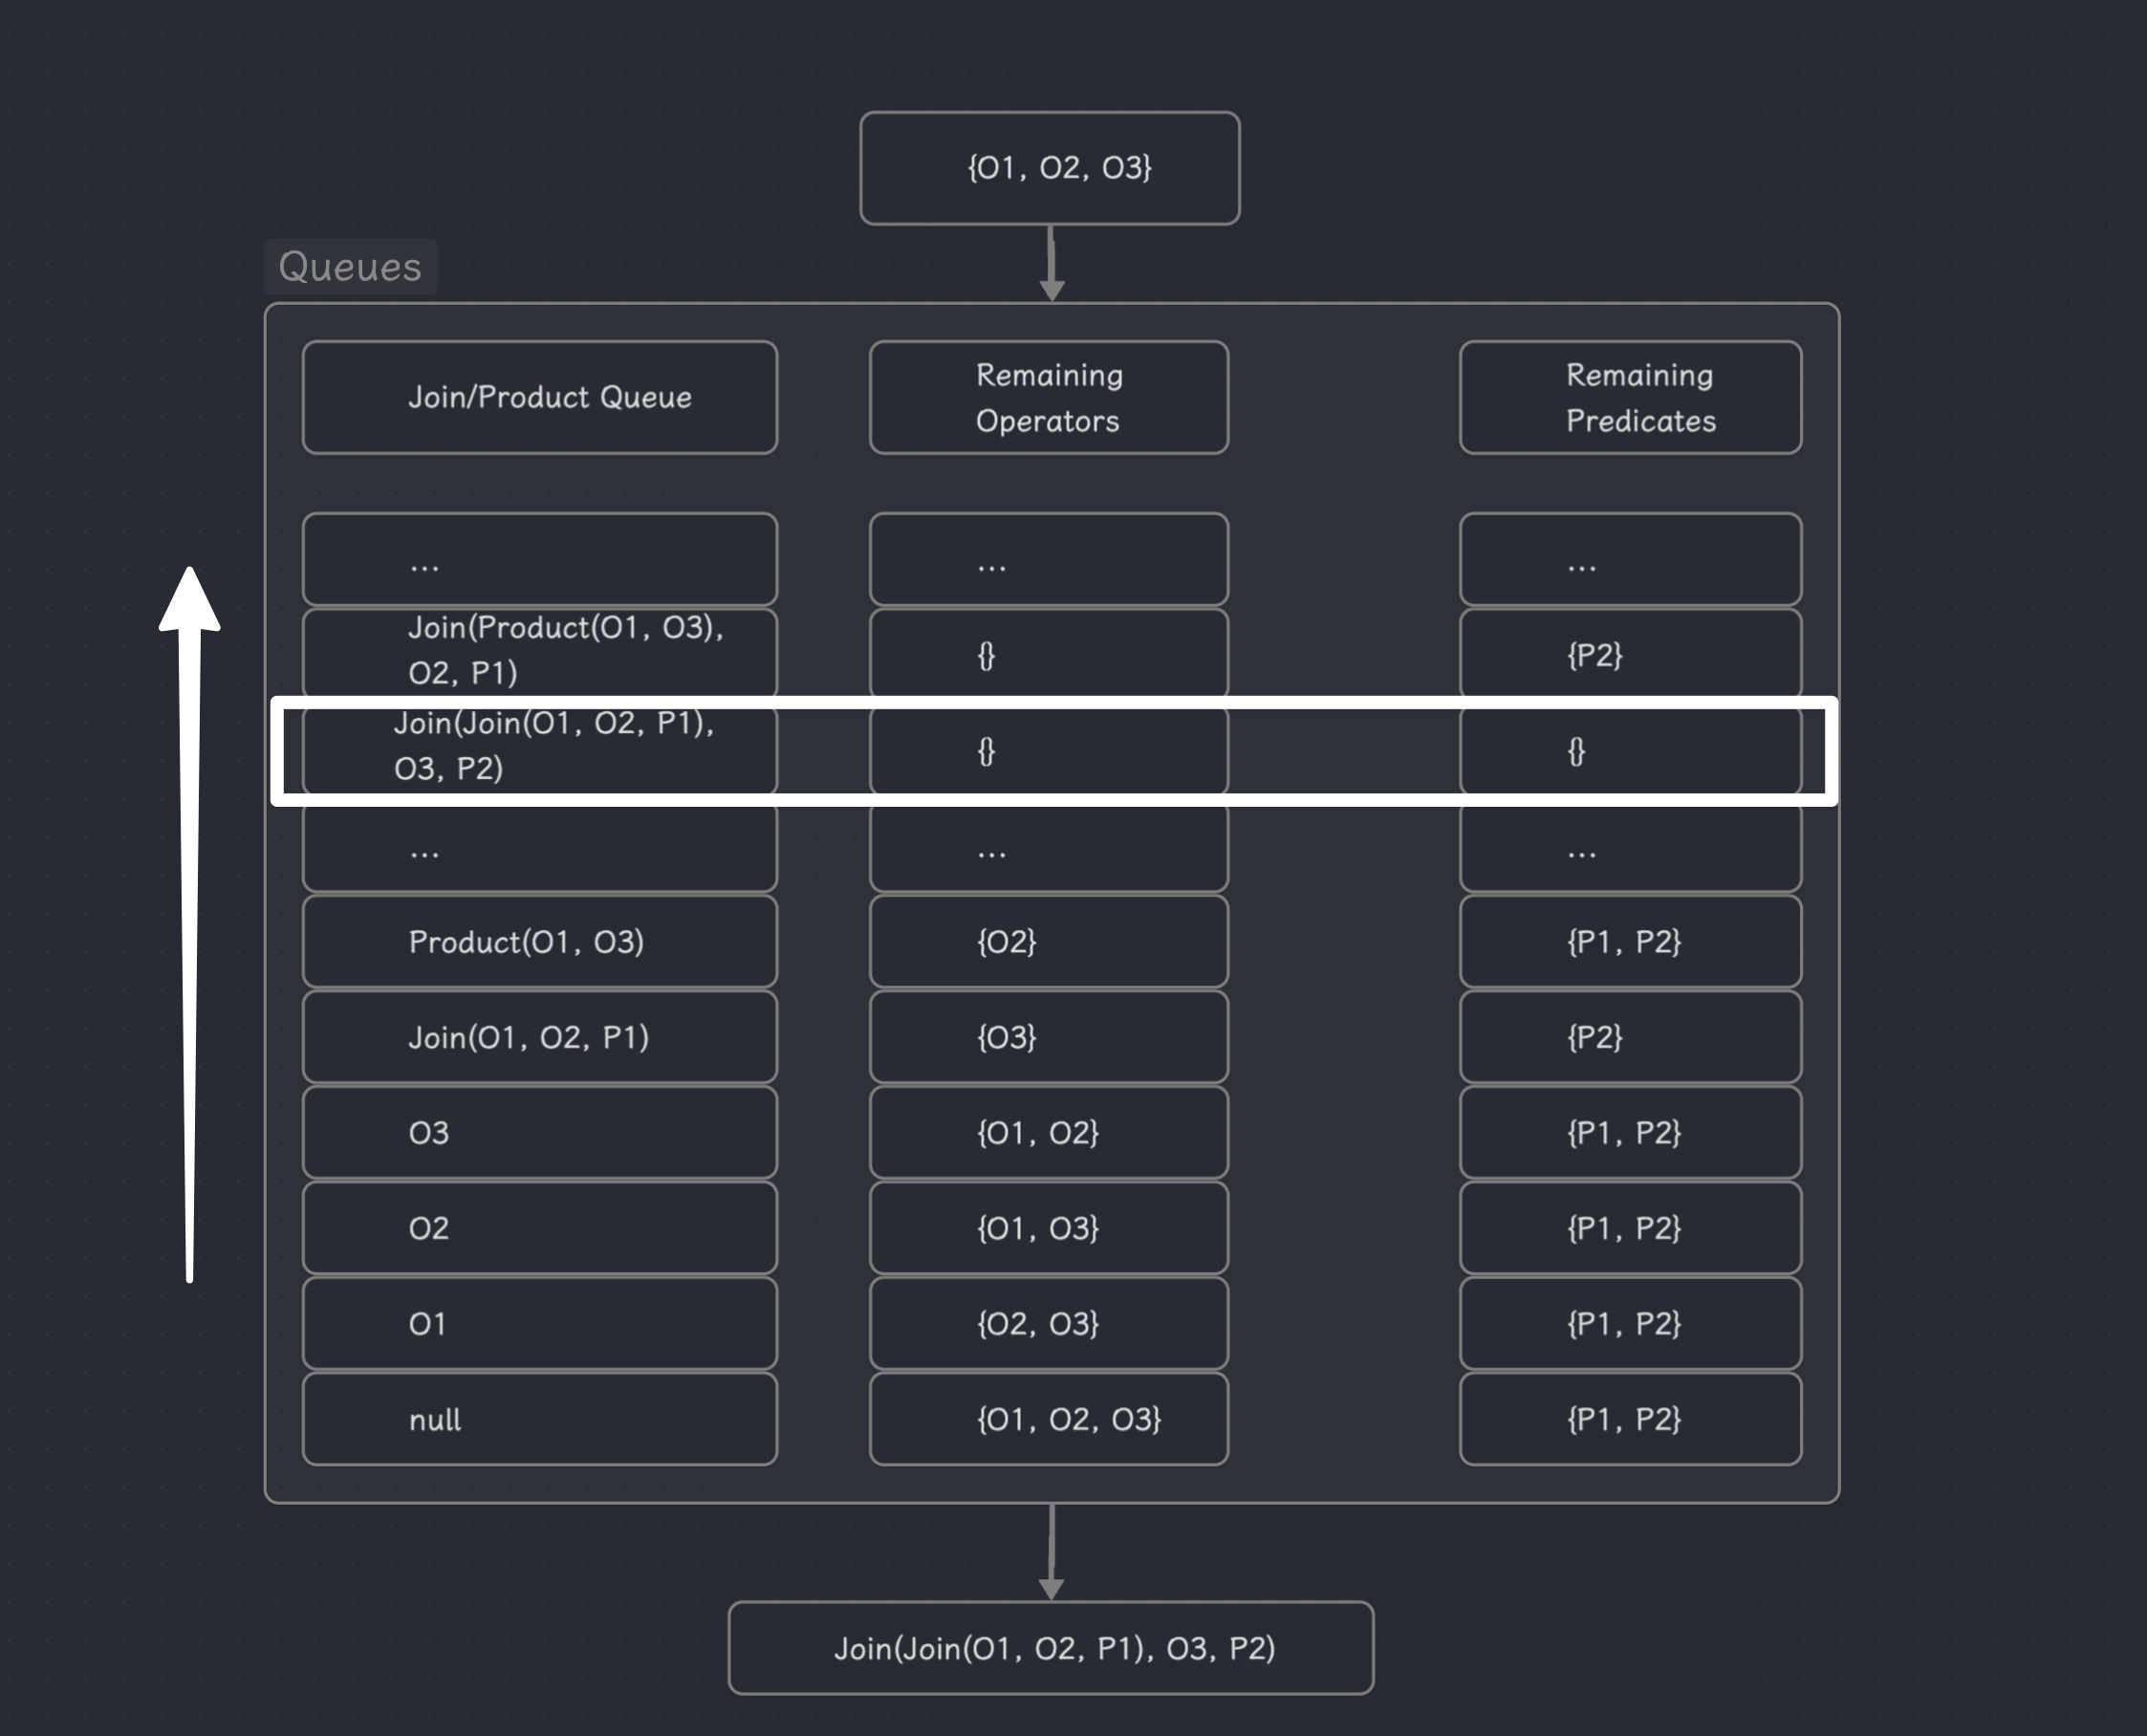 {O1, O2, O3}
Queues
Join/Product Queue
Remaining
Operators
Remaining
Predicates
...
...
...
Join(Product(O1, O3),
O2, P1)
{}
{P2}
Join(Join(O1, O2, P1),
O3, P2)
{}
{}
...
...
...
Product(O1, O3)
{O2}
{P1, P2}
Join(O1, O2, P1)
{O3}
{P2}
O3
{O1, O2}
{P1, P2}
O2
{O1, O3}
{P1, P2}
O1
{O2, O3}
{P1, P2}
null
{O1, O2, O3}
{P1, P2}
Join(Join(O1, O2, P1), O3, P2)